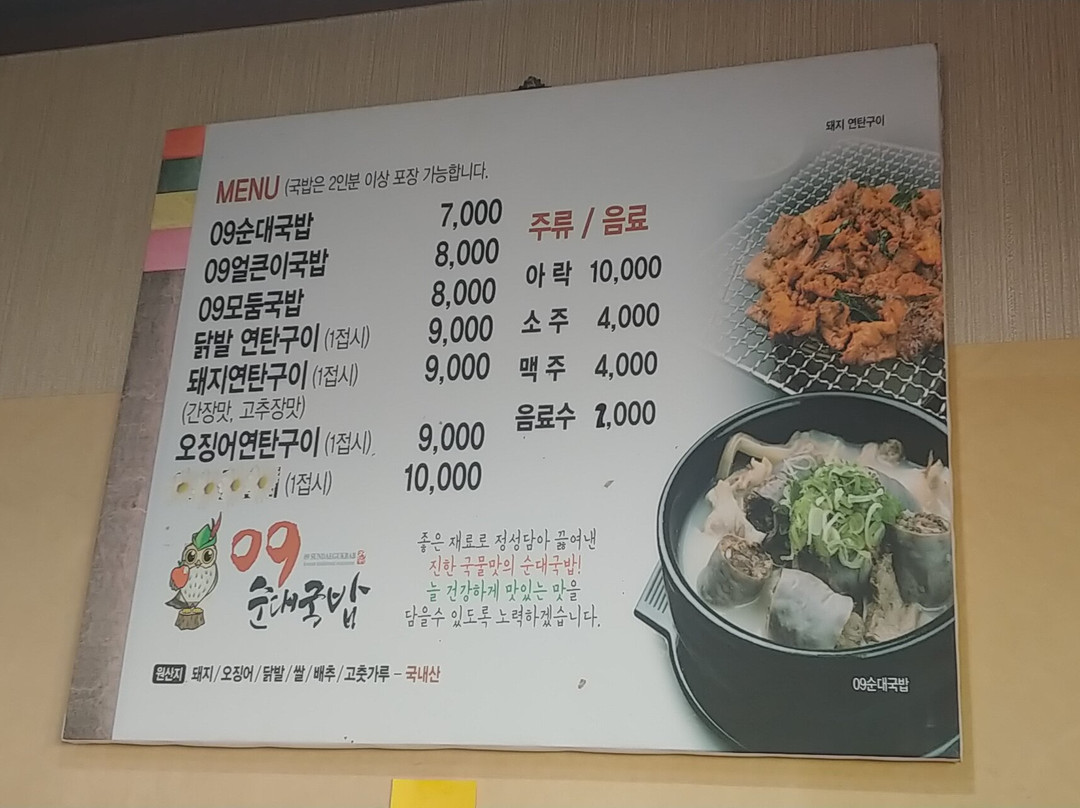 MENU (국밥은 2인분 이상 포장 가능합니다.
09순대국밥 7,000
09얼큰이국밥 8,000
09모둠국밥 8,000
닭발 연탄구이 (1접시) 9,000
돼지연탄구이 (1접시) 9,000
(간장맛, 고추장맛)
오징어연탄구이 (1접시) 9,000
(1접시) 10,000
주류 / 음료
아 락 10,000
소 주 4,000
맥 주 4,000
음료수 2,000
돼지 연탄구이
09
09 SUNDAEGUKBAB
순대국밥
좋은 재료로 정성담아 끓여낸
진한 국물맛의 순대국밥!
늘 건강하게 맛있는 맛을
담을수 있도록 노력하겠습니다.
원산지 돼지 / 오징어 / 닭발 / 쌀 / 배추 / 고춧가루 - 국내산
09순대국밥